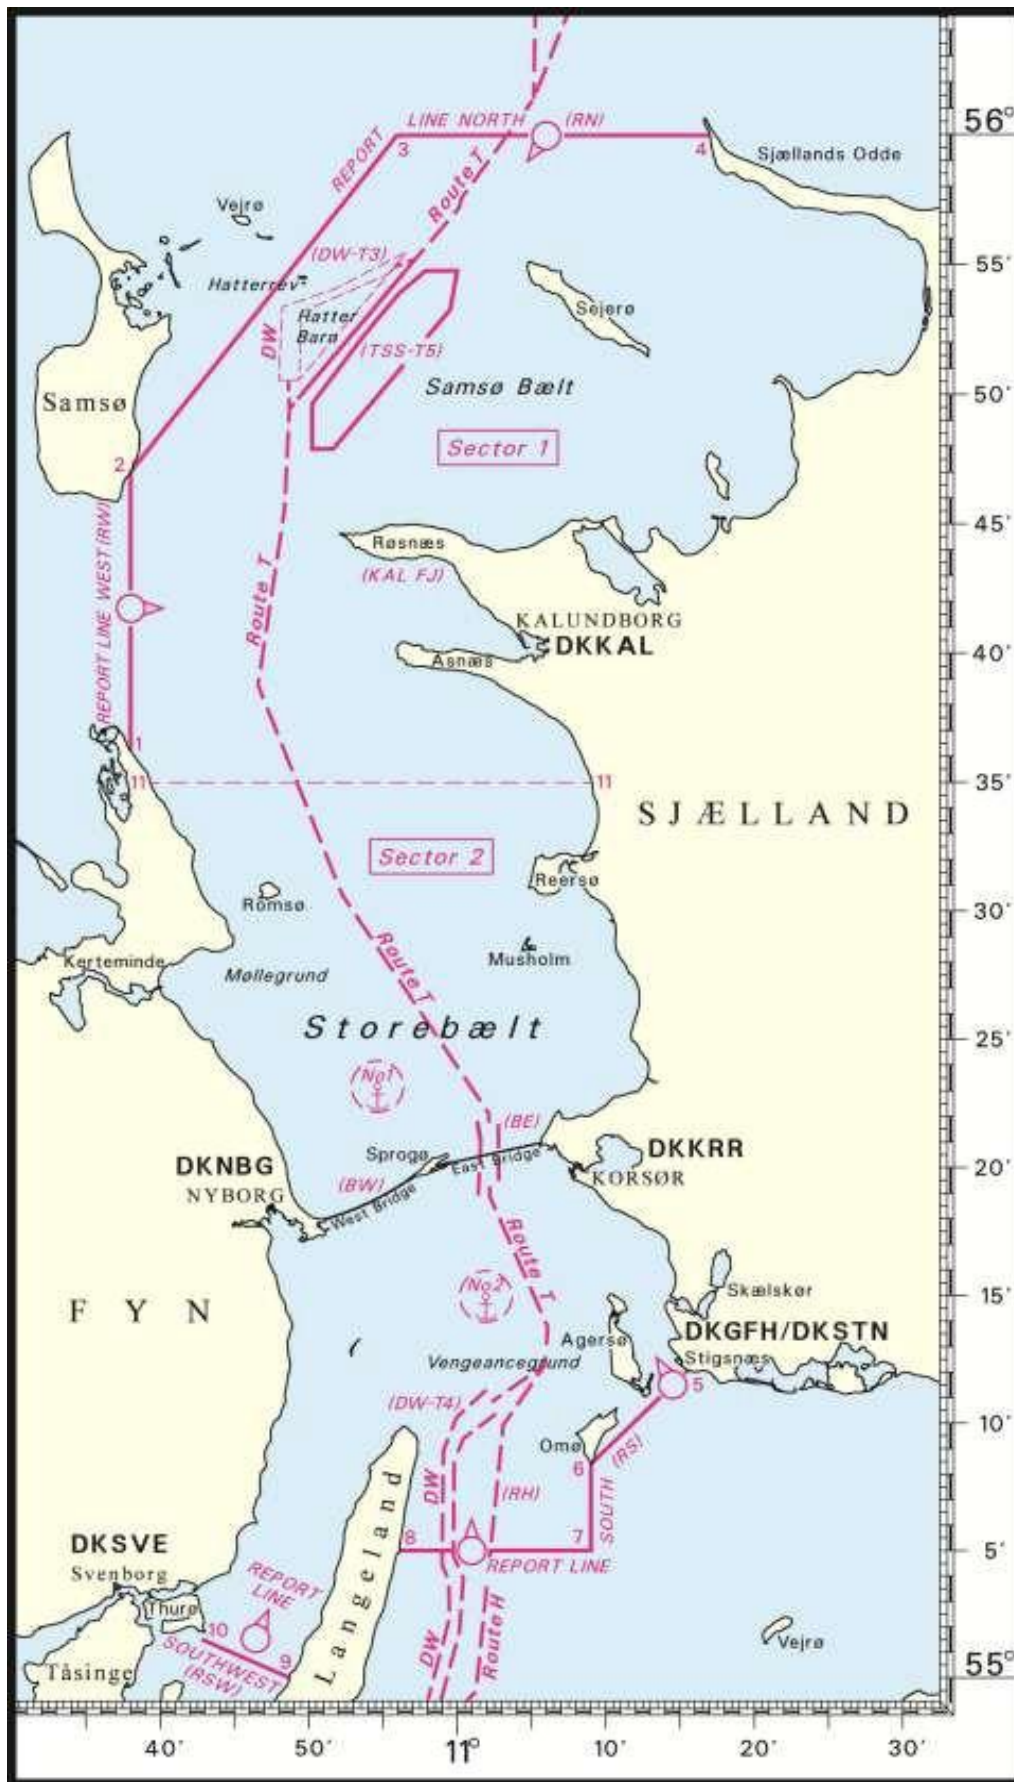 LINE NORTH
(RN)
56°
3
4
REPORT
Sjællands Odde
Vejrø
Route T
(DW-T3)
55′
Hatterrev
Hatter
Barø
DW
Sejerø
(TSS-T5)
Samsø Bælt
50′
Samsø
Sector 1
2
45′
Røsnæs
(KAL FJ)
REPORT LINE WEST (RW)
Route T
KALUNDBORG
DKKAL
Asnæs
40′
1
11
11
35′
SJÆLLAND
Sector 2
Reersø
Romsø
30′
Route T
Kerteminde
Musholm
Møllegrund
Storebælt
25′
No1
(BE)
DKKRR
Sprogø
East Bridge
DKNBG
20′
(BW)
KORSØR
NYBORG
West Bridge
Route T
No2
Skælskør
15′
FYN
Agersø
DKGFH/DKSTN
Vengeancegrund
Stigsnæs
5
(DW-T4)
10′
Omø
(RS)
6
DW
(RH)
SOUTH
8
7
DKSVE
REPORT LINE
5′
Svenborg
REPORT
LINE
Langeland
Thurø
10
Route H
DW
SOUTHWEST
(RSW)
9
Vejrø
Tåsinge
55°
40′
50′
11°
10′
20′
30′